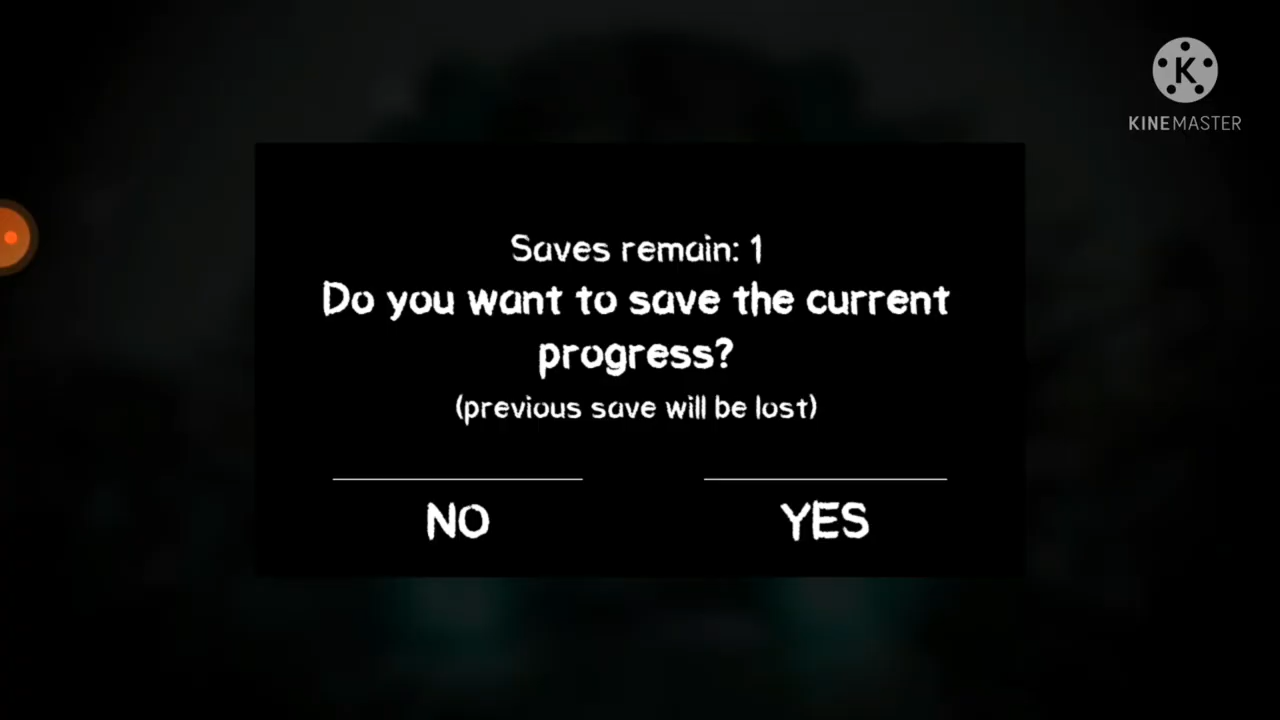 K
KINEMASTER
Saves remain: 1
Do you want to save the current
progress?
(previous save will be lost)
NO
YES